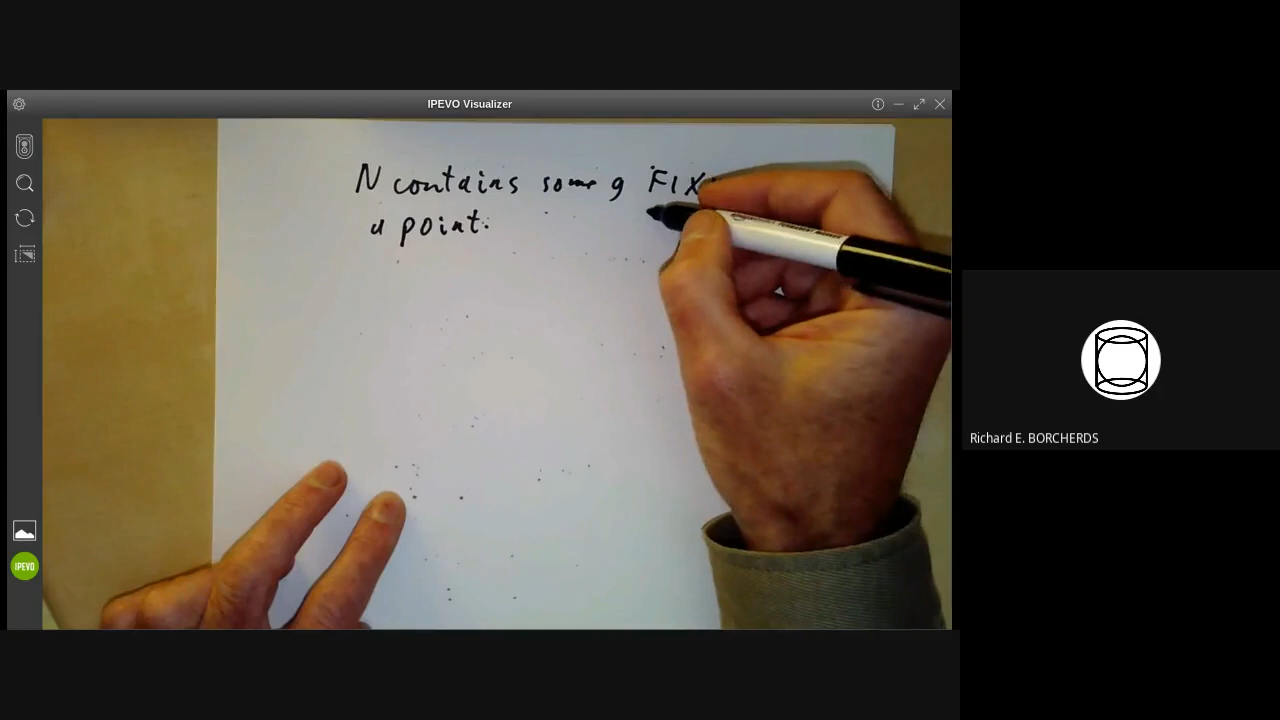 IPEVO Visualizer
N contains some g FIX
a point.
IPEVO
Richard E. BORCHERDS